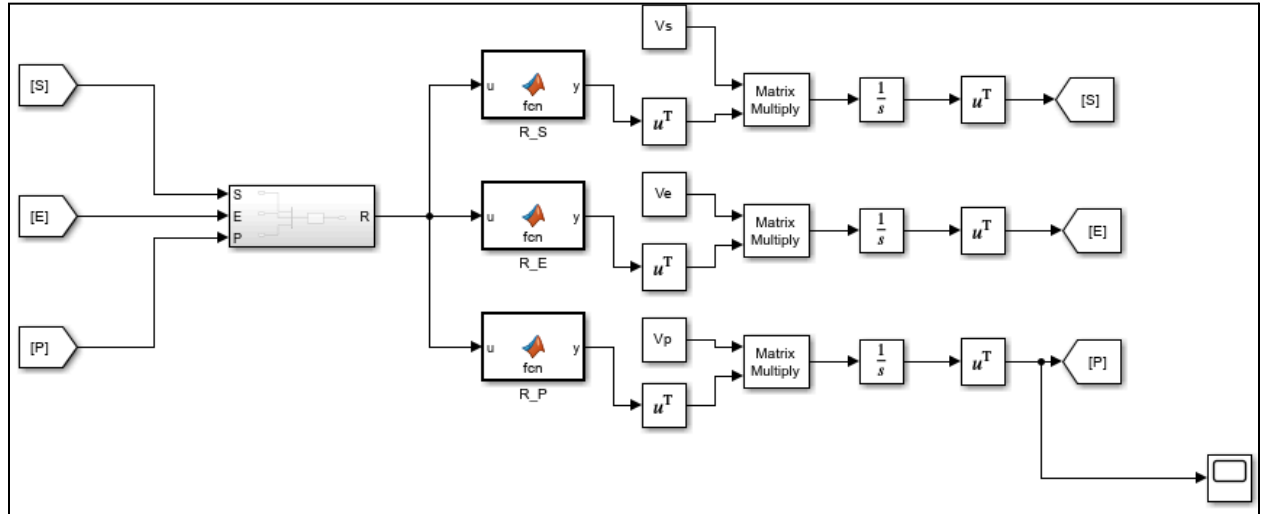 Vs
[S]
u
y
fcn
R_S
u^T
Matrix
Multiply
1
s
u^T
[S]
[E]
S
E
P
R
u
y
fcn
R_E
Ve
u^T
Matrix
Multiply
1
s
u^T
[E]
[P]
u
y
fcn
R_P
Vp
u^T
Matrix
Multiply
1
s
u^T
[P]